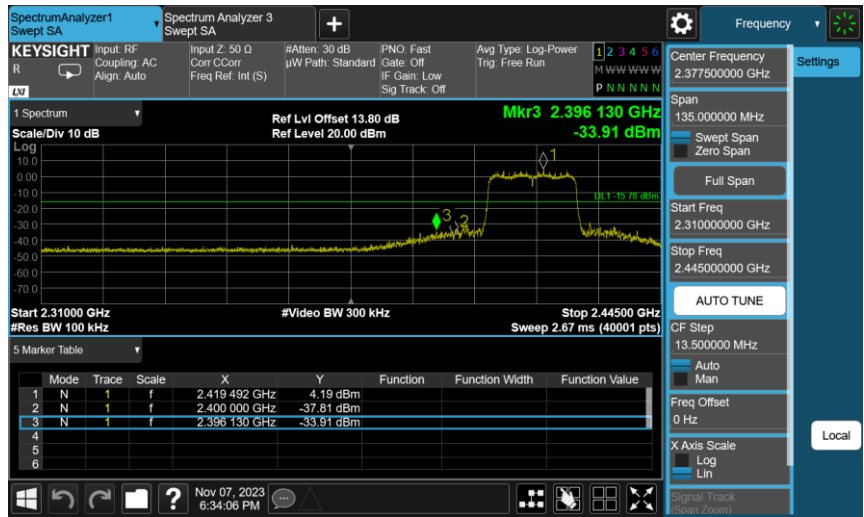 SpectrumAnalyzer1
Swept SA
Spectrum Analyzer 3
Swept SA
+
Frequency
KEYSIGHT
R
LXI
Input: RF
Coupling: AC
Align: Auto
Input Z: 50 Ω
Corr CCorr
Freq Ref: Int (S)
#Atten: 30 dB
µW Path: Standard
PNO: Fast
Gate: Off
IF Gain: Low
Sig Track: Off
Avg Type: Log-Power
Trig: Free Run
1 2 3 4 5 6
M W W W W W
P N N N N N
1 Spectrum
Scale/Div 10 dB
Ref Lvl Offset 13.80 dB
Ref Level 20.00 dBm
Mkr3 2.396 130 GHz
-33.91 dBm
Log
10.0
0.00
-10.0
-20.0
-30.0
-40.0
-50.0
-60.0
-70.0
1
2
3
DL1 -15.78 dBm
Start 2.31000 GHz
#Res BW 100 kHz
#Video BW 300 kHz
Stop 2.44500 GHz
Sweep 2.67 ms (40001 pts)
5 Marker Table
Mode Trace Scale X Y Function Function Width Function Value
1 N 1 f 2.419 492 GHz 4.19 dBm
2 N 1 f 2.400 000 GHz -37.81 dBm
3 N 1 f 2.396 130 GHz -33.91 dBm
4
5
6
Nov 07, 2023
6:34:06 PM
Center Frequency
2.377500000 GHz
Span
135.000000 MHz
Swept Span
Zero Span
Full Span
Start Freq
2.310000000 GHz
Stop Freq
2.445000000 GHz
AUTO TUNE
CF Step
13.500000 MHz
Auto
Man
Freq Offset
0 Hz
X Axis Scale
Log
Lin
Signal Track
(Span Zoom)
Settings
Local
?